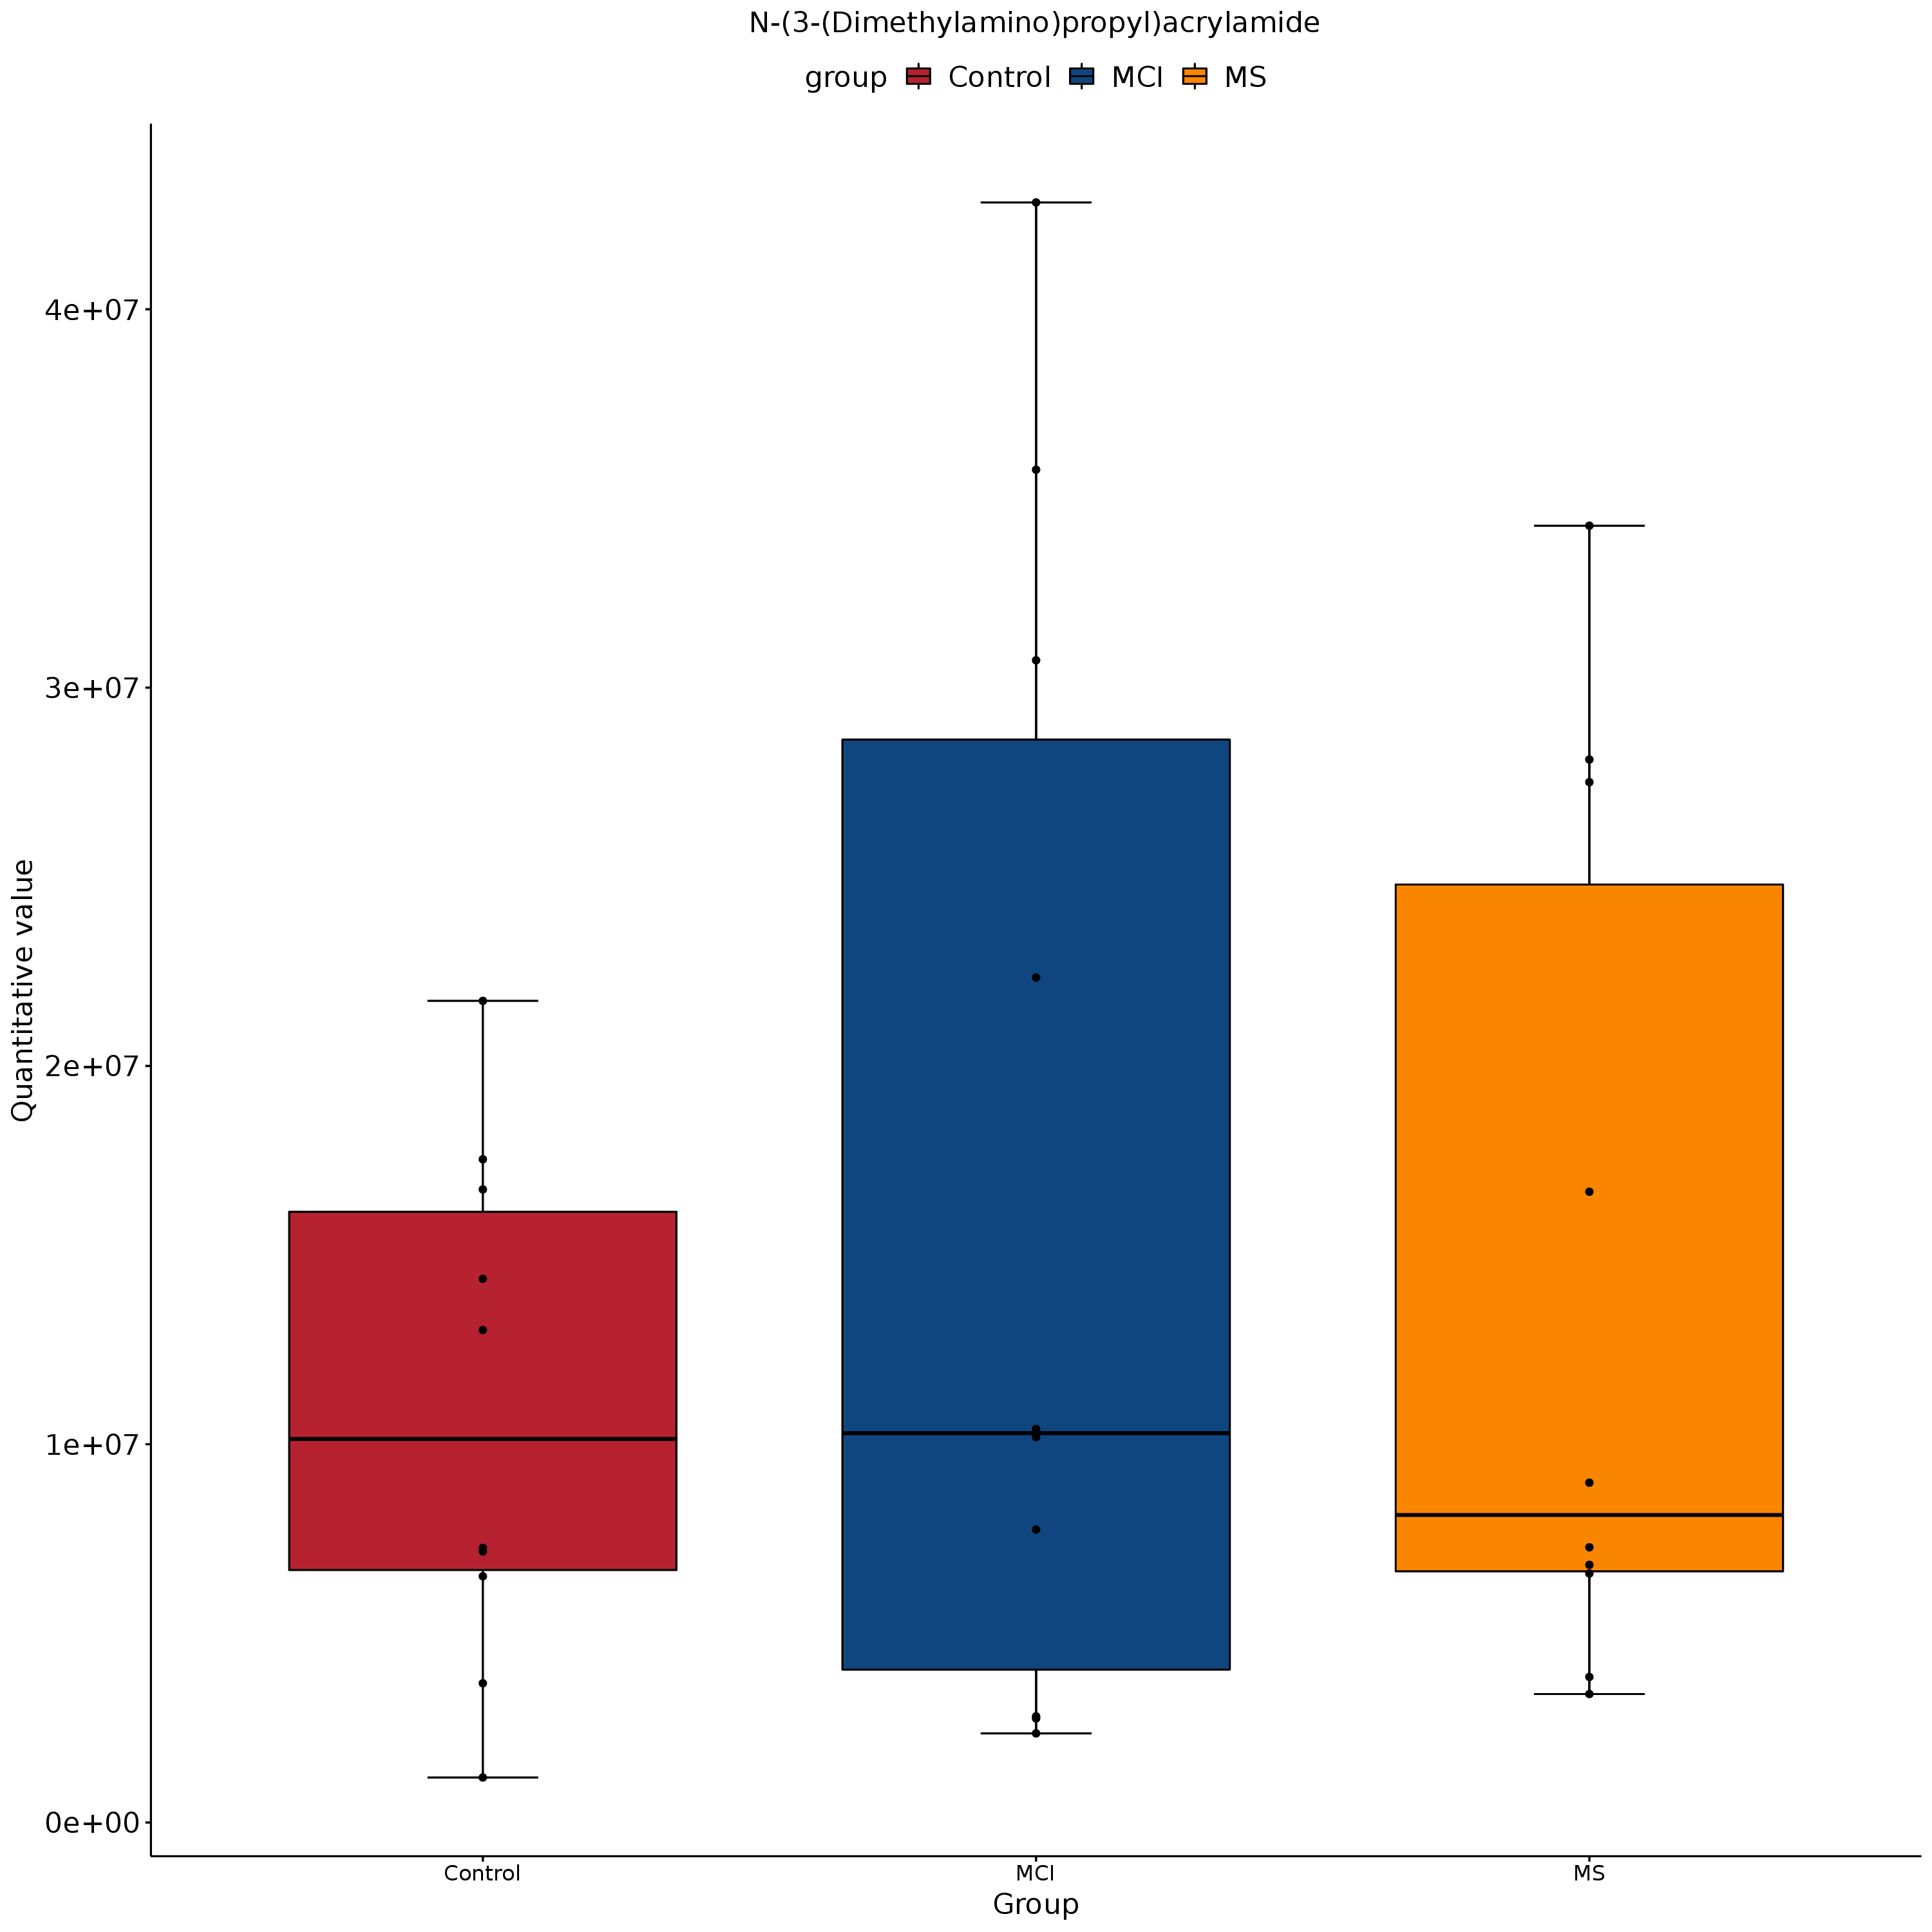 N-(3-(Dimethylamino)propyl)acrylamide
group Control MCI MS
4e+07
3e+07
2e+07
1e+07
0e+00
Quantitative value
Control MCI MS
Group